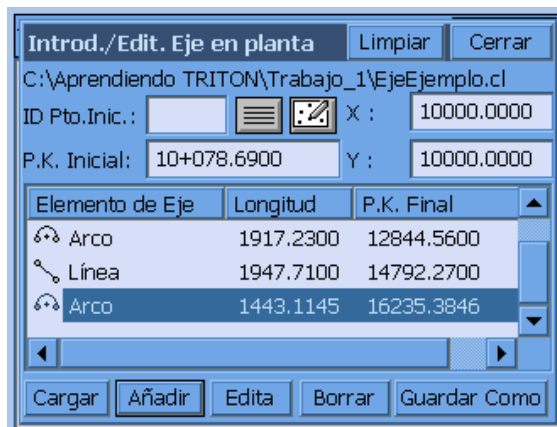 Introd./Edit. Eje en planta Limpiar Cerrar
C:\Aprendiendo TRITON\Trabajo_1\EjeEjemplo.cl
ID Pto.Inic.: X : 10000.0000
P.K. Inicial: 10+078.6900 Y : 10000.0000
Elemento de Eje Longitud P.K. Final
Arco 1917.2300 12844.5600
Línea 1947.7100 14792.2700
Arco 1443.1145 16235.3846
Cargar Añadir Edita Borrar Guardar Como